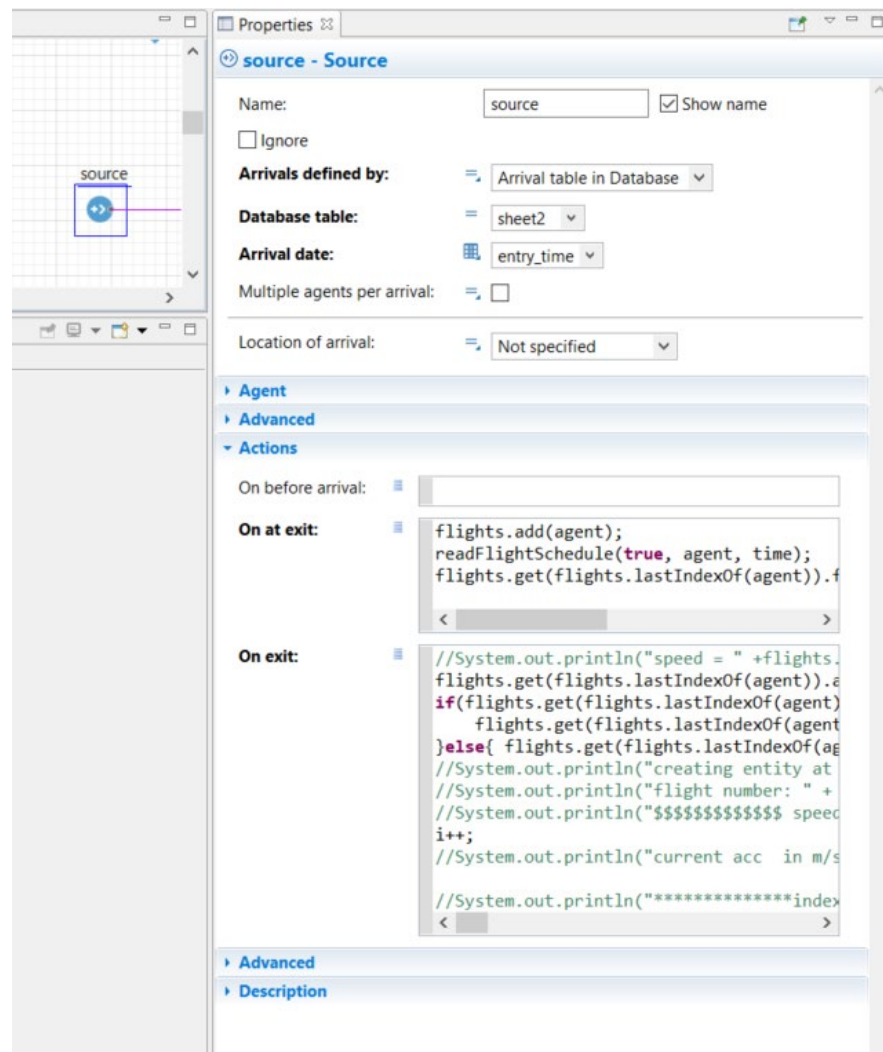 Properties
source - Source
Name:
source
Show name
Ignore
source
Arrivals defined by:
Arrival table in Database
Database table:
sheet2
Arrival date:
entry_time
Multiple agents per arrival:
Location of arrival:
Not specified
Agent
Advanced
Actions
On before arrival:
On at exit:
flights.add(agent);
readFlightSchedule(true, agent, time);
flights.get(flights.lastIndexOf(agent)).f
On exit:
//System.out.println("speed = " +flights.
flights.get(flights.lastIndexOf(agent)).a
if(flights.get(flights.lastIndexOf(agent)
flights.get(flights.lastIndexOf(agent
}else{ flights.get(flights.lastIndexOf(ag
//System.out.println("creating entity at
//System.out.println("flight number: " +
//System.out.println("$$$$$$$$$$$$$ speed
i++;
//System.out.println("current acc  in m/s
//System.out.println("**************index
Advanced
Description